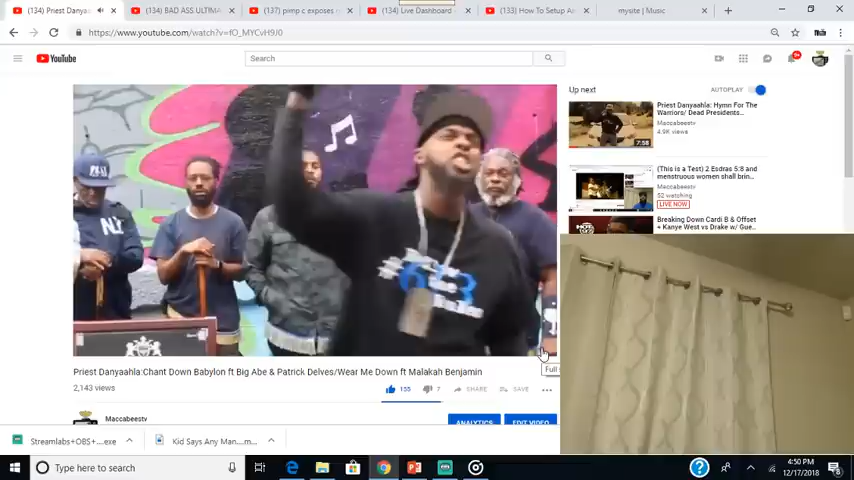 (134) Priest Danyaa
(134) BAD ASS ULTIMA
(137) pimp c exposes r
(134) Live Dashboard
(133) How To Setup A
mysite | Music
https://www.youtube.com/watch?v=fO_MYCvH9J0
YouTube
Search
9+
Up next
AUTOPLAY
Priest Danyaahla: Hymn For The
Warriors/ Dead Presidents...
Maccabeestv
4.9K views
7:58
(This is a Test) 2 Esdras 5:8 and
menstruous women shall brin...
Maccabeestv
52 watching
LIVE NOW
Breaking Down Cardi B & Offset
+ Kanye West vs Drake w/ Gue...
Maccabeestv
Priest Danyaahla:Chant Down Babylon ft Big Abe & Patrick Delves/Wear Me Down ft Malakah Benjamin
Full
2,143 views
155
7
SHARE
SAVE
Maccabeestv
ANALYTICS
EDIT VIDEO
Streamlabs+OBS+....exe
Kid Says Any Man....m...
Type here to search
4:50 PM
12/17/2018